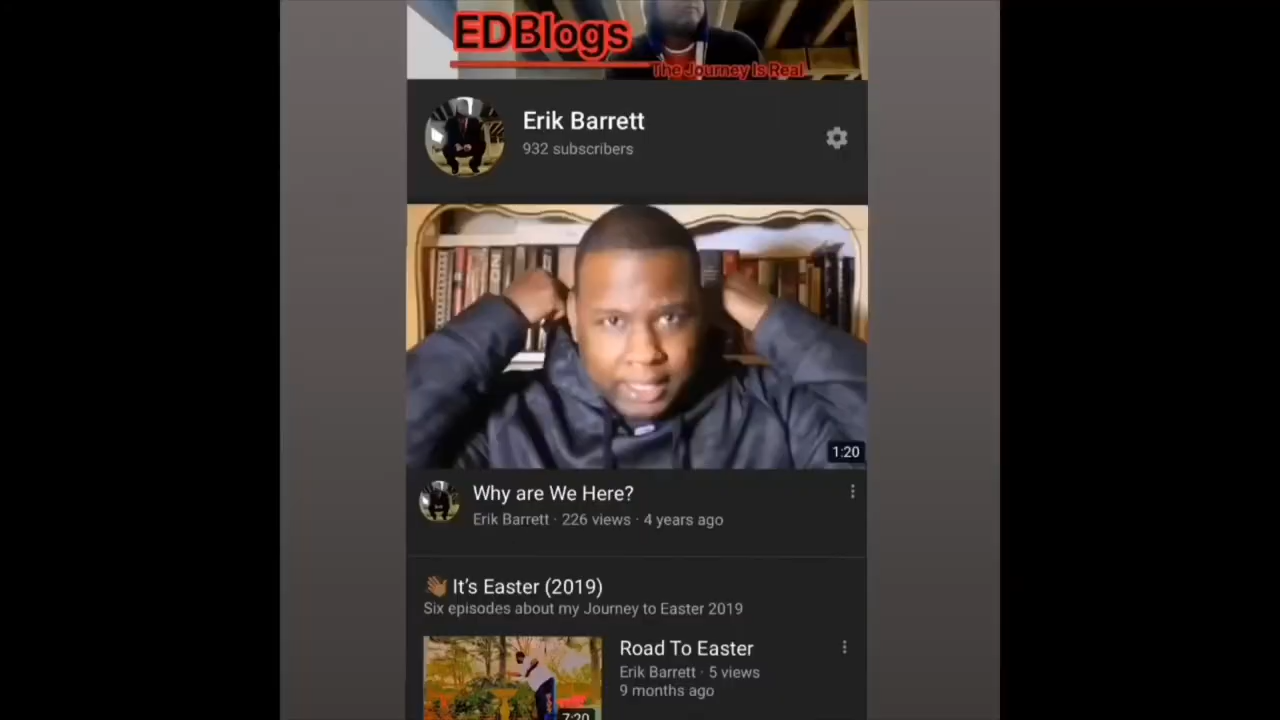 EDBlogs
The Journey Is Real
Erik Barrett
932 subscribers
1:20
Why are We Here?
Erik Barrett · 226 views · 4 years ago
👋🏾 It's Easter (2019)
Six episodes about my Journey to Easter 2019
Road To Easter
Erik Barrett · 5 views
9 months ago
7:20